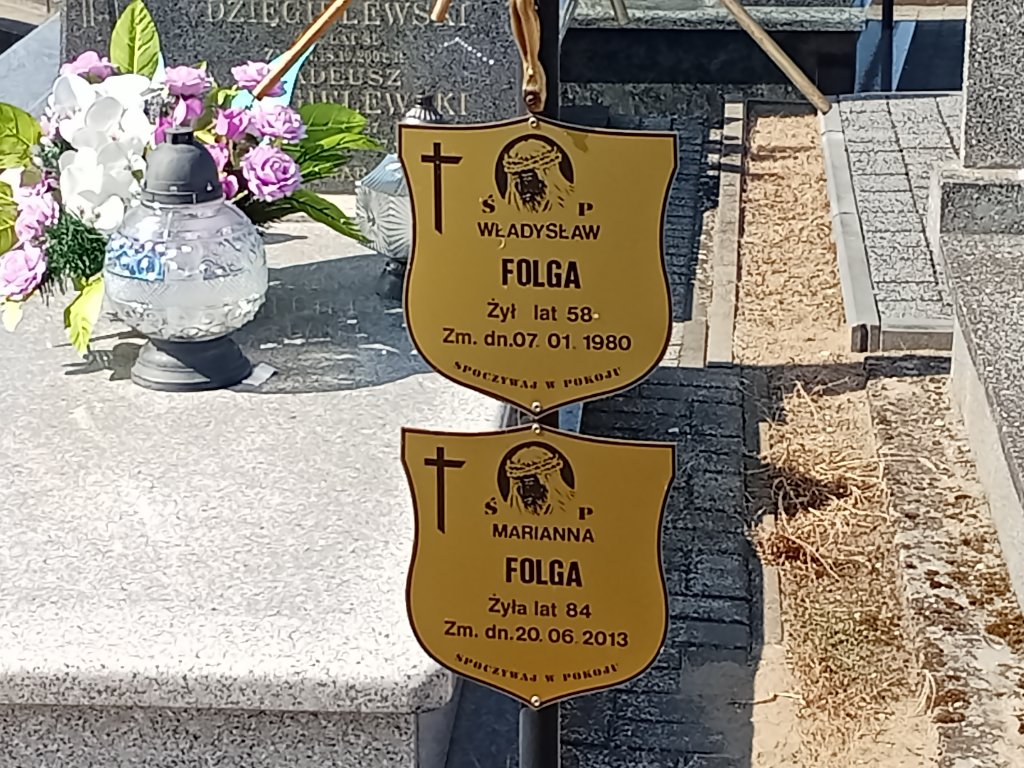 Ś P
WŁADYSŁAW
FOLGA
Żył lat 58
Zm. dn.07. 01. 1980
SPOCZYWAJ W POKOJU
Ś P
MARIANNA
FOLGA
Żyła lat 84
Zm. dn.20. 06. 2013
SPOCZYWAJ W POKOJU